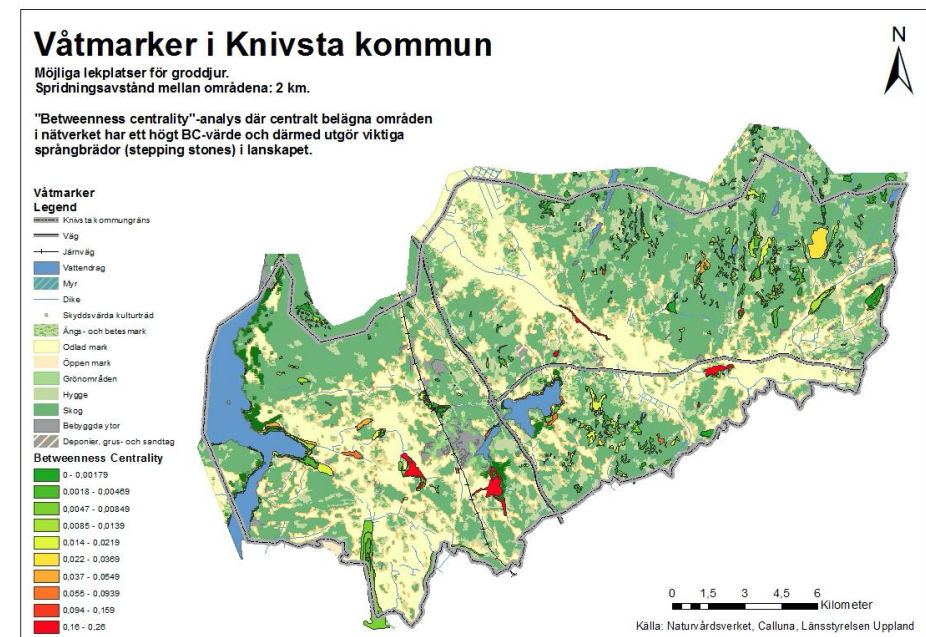 Våtmarker i Knivsta kommun
Möjliga lekplatser för groddjur.
Spridningsavstånd mellan områdena: 2 km.
"Betweenness centrality"-analys där centralt belägna områden
i nätverket har ett högt BC-värde och därmed utgör viktiga
språngbrädor (stepping stones) i lanskapet.
N
Våtmarker
Legend
Knivsta kommungräns
Väg
Järnväg
Vattendrag
Myr
Dike
Skyddsvärda kulturträd
Ängs- och betesmark
Odlad mark
Öppen mark
Grönområden
Hygge
Skog
Bebyggda ytor
Deponier, grus- och sandtag
Betweenness Centrality
0 - 0,00179
0,0018 - 0,00469
0,0047 - 0,00849
0,0085 - 0,0139
0,014 - 0,0219
0,022 - 0,0369
0,037 - 0,0549
0,055 - 0,0939
0,094 - 0,159
0,16 - 0,26
0 1,5 3 4,5 6
Kilometer
Källa: Naturvårdsverket, Calluna, Länsstyrelsen Uppland